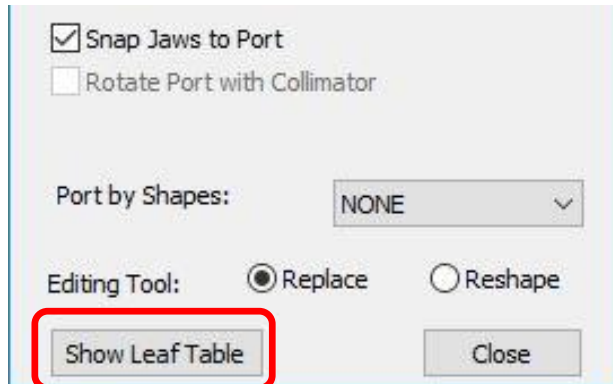 Snap Jaws to Port
Rotate Port with Collimator
Port by Shapes: NONE
Editing Tool: Replace Reshape
Show Leaf Table Close